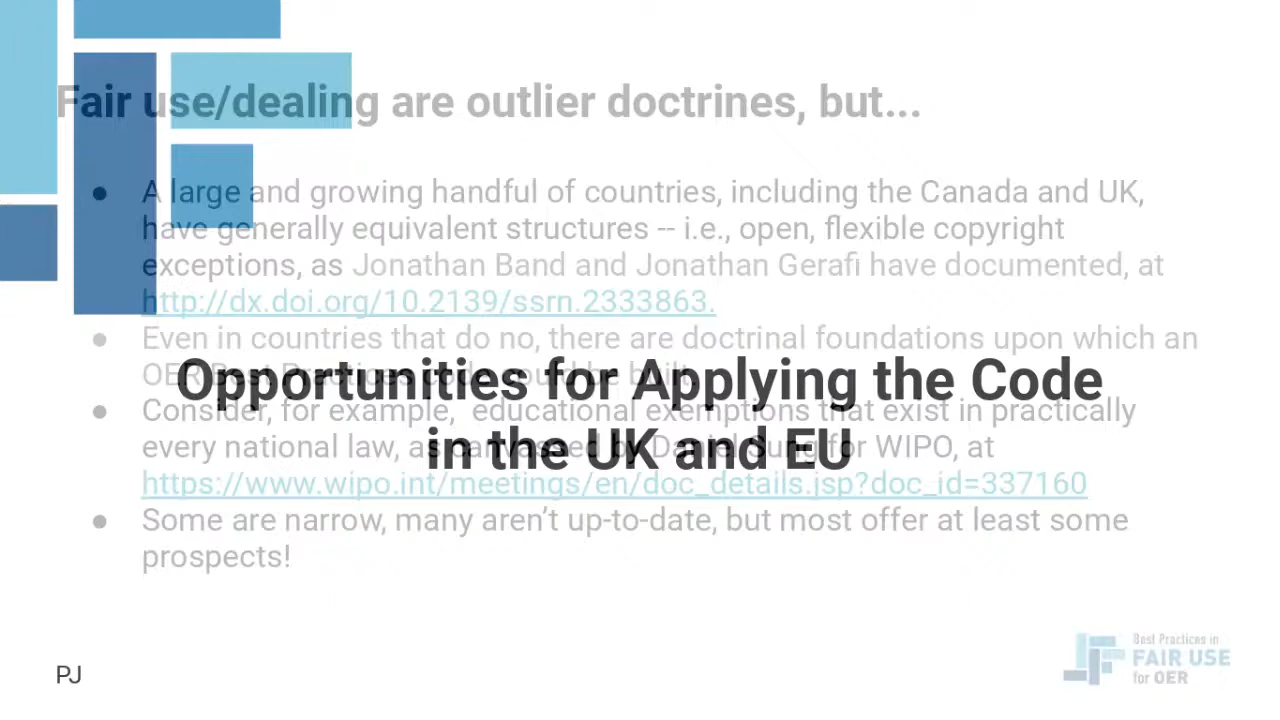 Fair use/dealing are outlier doctrines, but...
● A large and growing handful of countries, including the Canada and UK,
have generally equivalent structures -- i.e., open, flexible copyright
exceptions, as Jonathan Band and Jonathan Gerafi have documented, at
http://dx.doi.org/10.2139/ssrn.2333863.
● Even in countries that do no, there are doctrinal foundations upon which an
OER Best Practices code could be built.
Opportunities for Applying the Code
● Consider, for example, educational exemptions that exist in practically
every national law, as canvassed by Daniel Sung for WIPO, at
in the UK and EU
https://www.wipo.int/meetings/en/doc_details.jsp?doc_id=337160
● Some are narrow, many aren’t up-to-date, but most offer at least some
prospects!
PJ
Best Practices in
FAIR USE
for OER